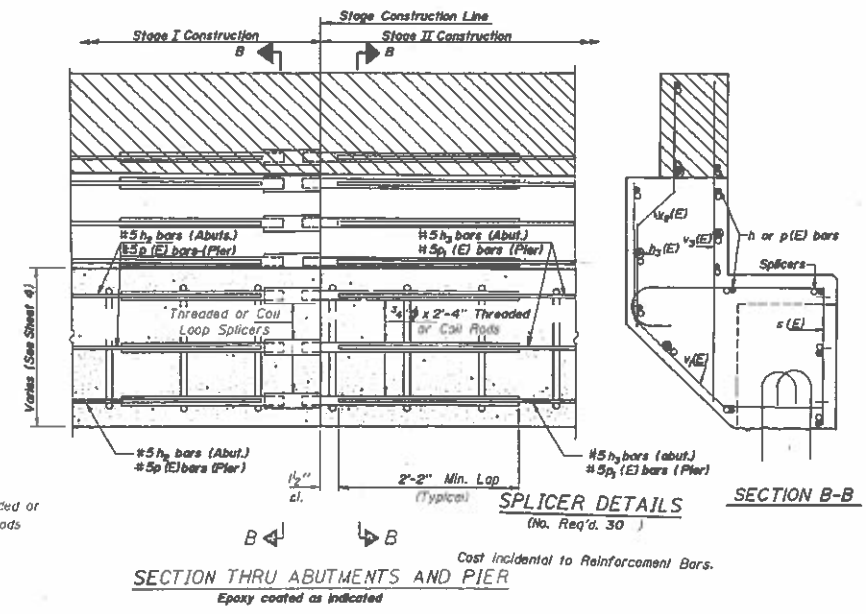 Stage Construction Line
Stage I Construction
Stage II Construction
B
B
#5 h2 bars (Abuts.)
#5p (E) bars (Pier)
#5 h3 bars (Abut.)
#5p1 (E) bars (Pier)
Threaded or Coil
Loop Splicers
3/4"ϕ x 2'-4" Threaded
or Coil Rods
Varies (See Sheet 4)
#5 h2 bars (Abut.)
#5p (E) bars (Pier)
#5 h3 bars (abut.)
#5p1 (E) bars (Pier)
1 1/2"
cl.
2'-2" Min. Lap
(Typical)
B
B
h3(E)
v3(E)
h or p(E) bars
Splicers
s(E)
v1(E)
SECTION B-B
SPLICER DETAILS
(No. Req'd. 30 )
Cost Incidental to Reinforcement Bars.
SECTION THRU ABUTMENTS AND PIER
Epoxy coated as indicated